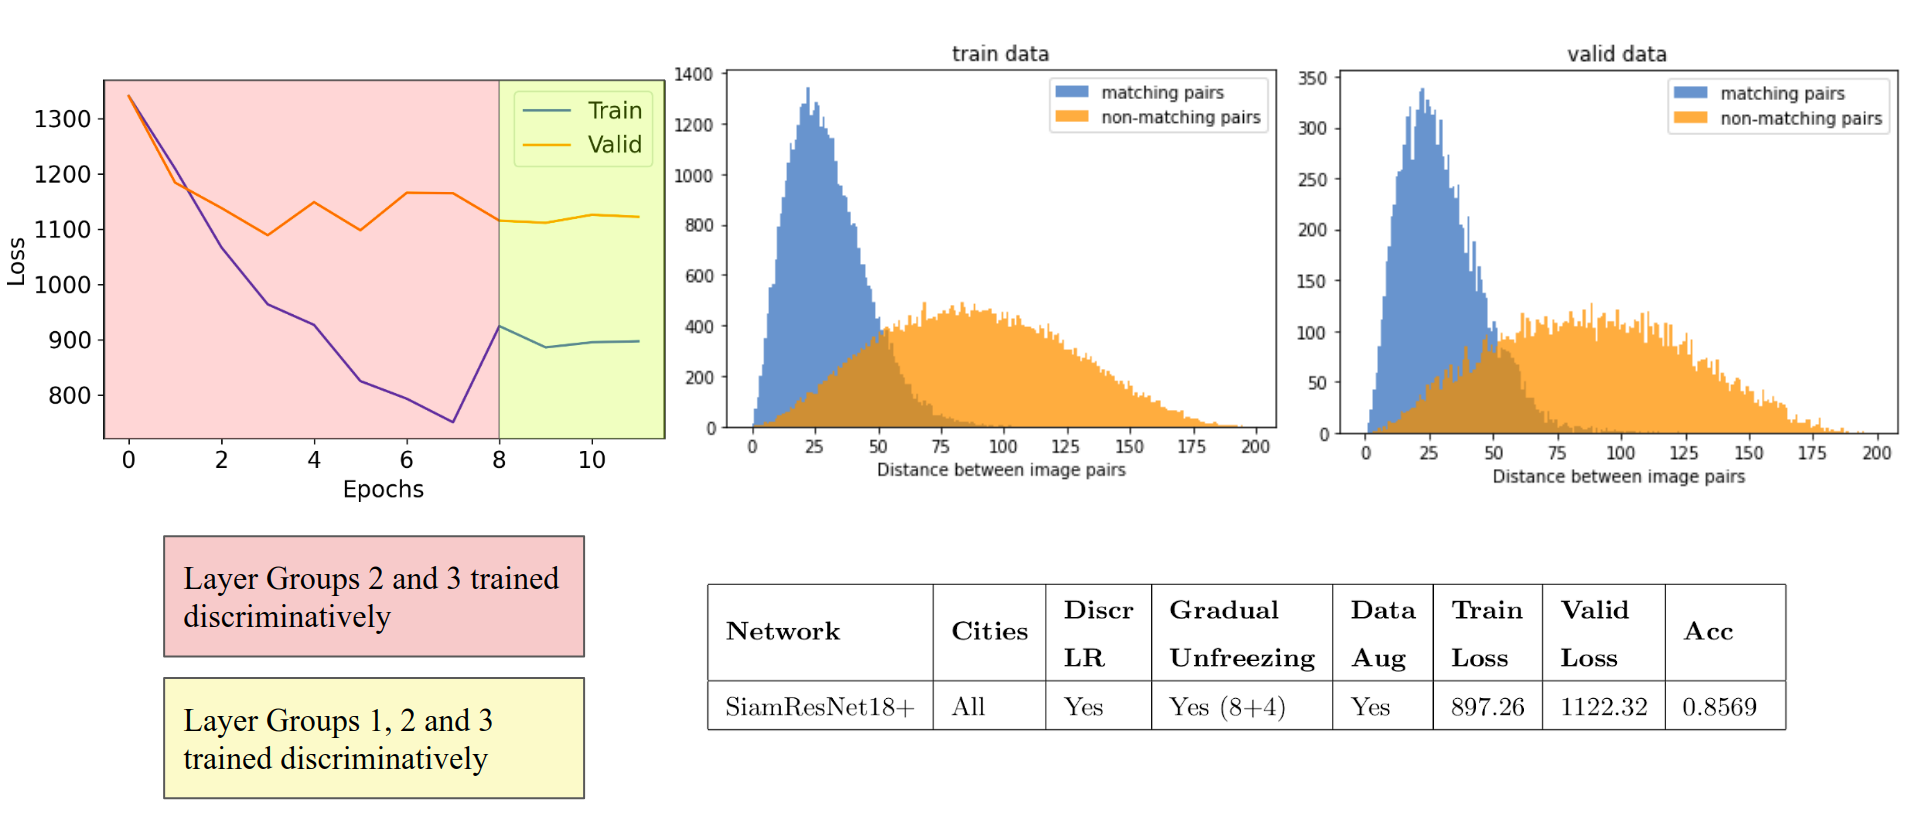 1300
1200
1100
1000
900
800
Loss
0 2 4 6 8 10
Epochs
Train
Valid
train data
1400
1200
1000
800
600
400
200
0
0 25 50 75 100 125 150 175 200
Distance between image pairs
matching pairs
non-matching pairs
valid data
350
300
250
200
150
100
50
0
0 25 50 75 100 125 150 175 200
Distance between image pairs
matching pairs
non-matching pairs
Layer Groups 2 and 3 trained
discriminatively
Layer Groups 1, 2 and 3
trained discriminatively
Network Cities Discr LR Gradual Unfreezing Data Aug Train Loss Valid Loss Acc
SiamResNet18+ All Yes Yes (8+4) Yes 897.26 1122.32 0.8569